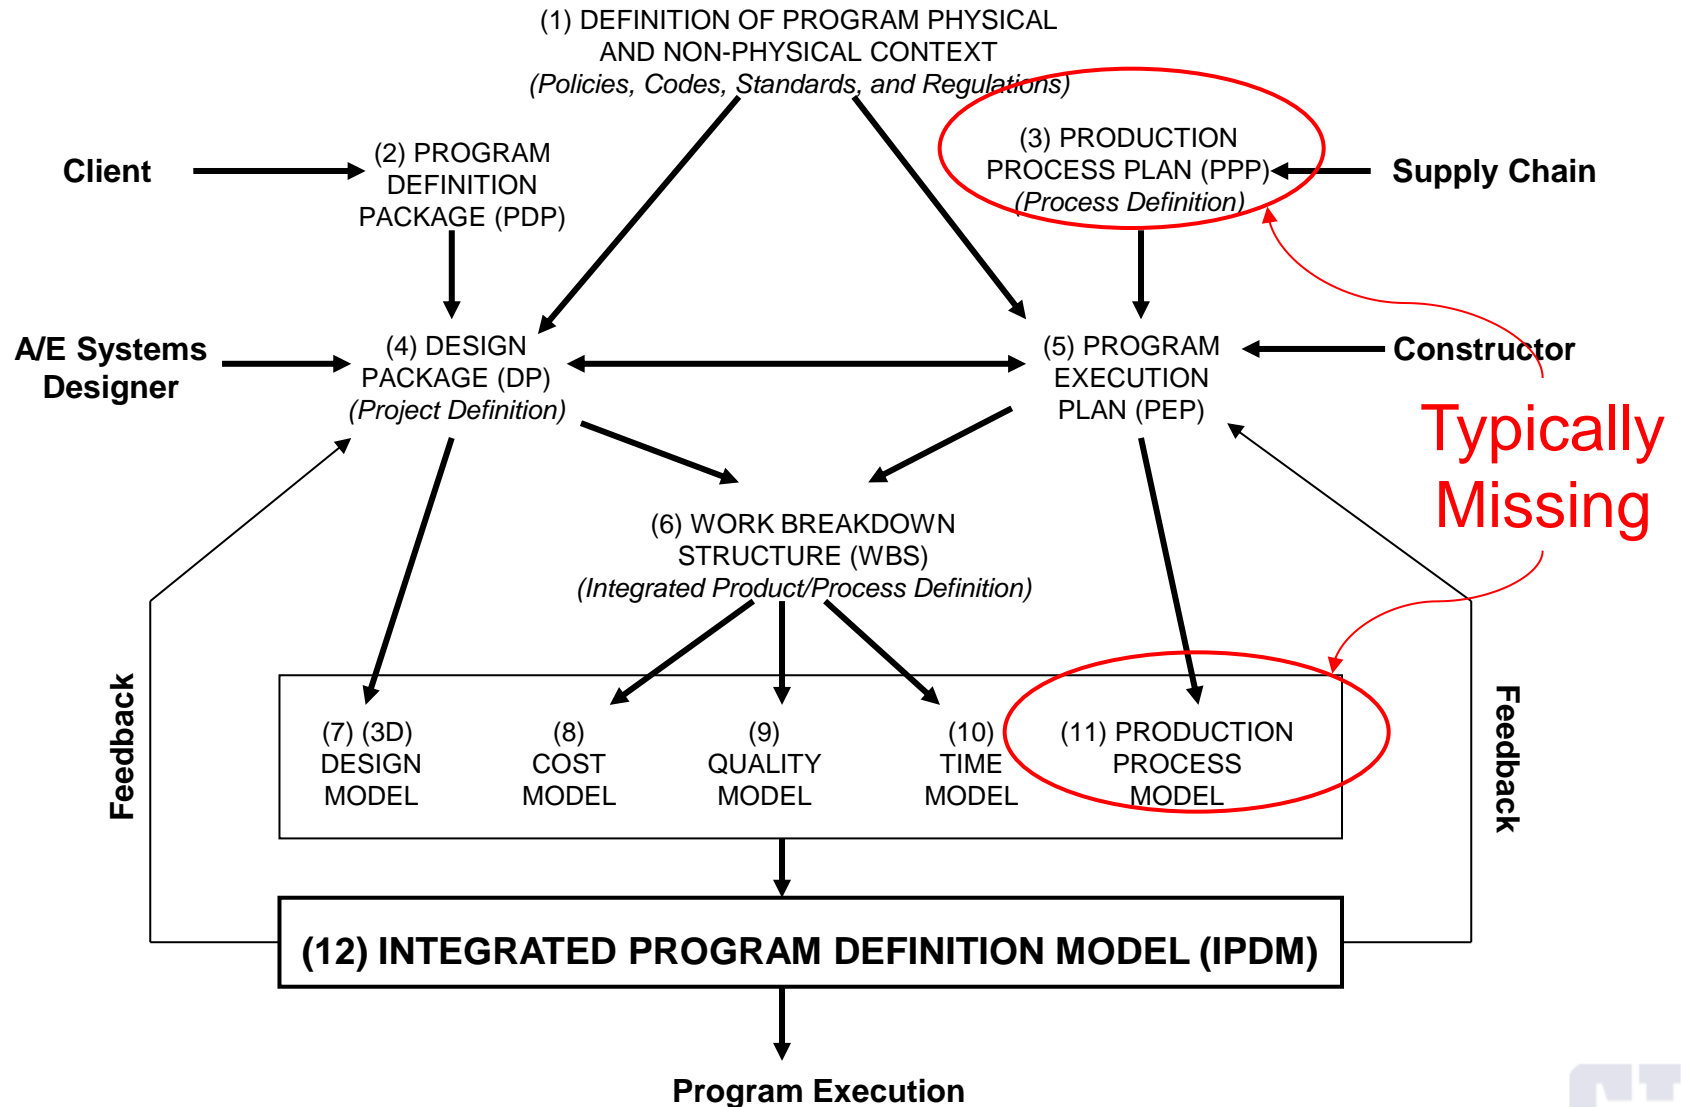 (1) DEFINITION OF PROGRAM PHYSICAL
AND NON-PHYSICAL CONTEXT
(Policies, Codes, Standards, and Regulations)
Client
(2) PROGRAM
DEFINITION
PACKAGE (PDP)
(3) PRODUCTION
PROCESS PLAN (PPP)
(Process Definition)
Supply Chain
A/E Systems
Designer
(4) DESIGN
PACKAGE (DP)
(Project Definition)
(5) PROGRAM
EXECUTION
PLAN (PEP)
Constructor
Typically
Missing
(6) WORK BREAKDOWN
STRUCTURE (WBS)
(Integrated Product/Process Definition)
Feedback
(7) (3D)
DESIGN
MODEL
(8)
COST
MODEL
(9)
QUALITY
MODEL
(10)
TIME
MODEL
(11) PRODUCTION
PROCESS
MODEL
Feedback
(12) INTEGRATED PROGRAM DEFINITION MODEL (IPDM)
Program Execution